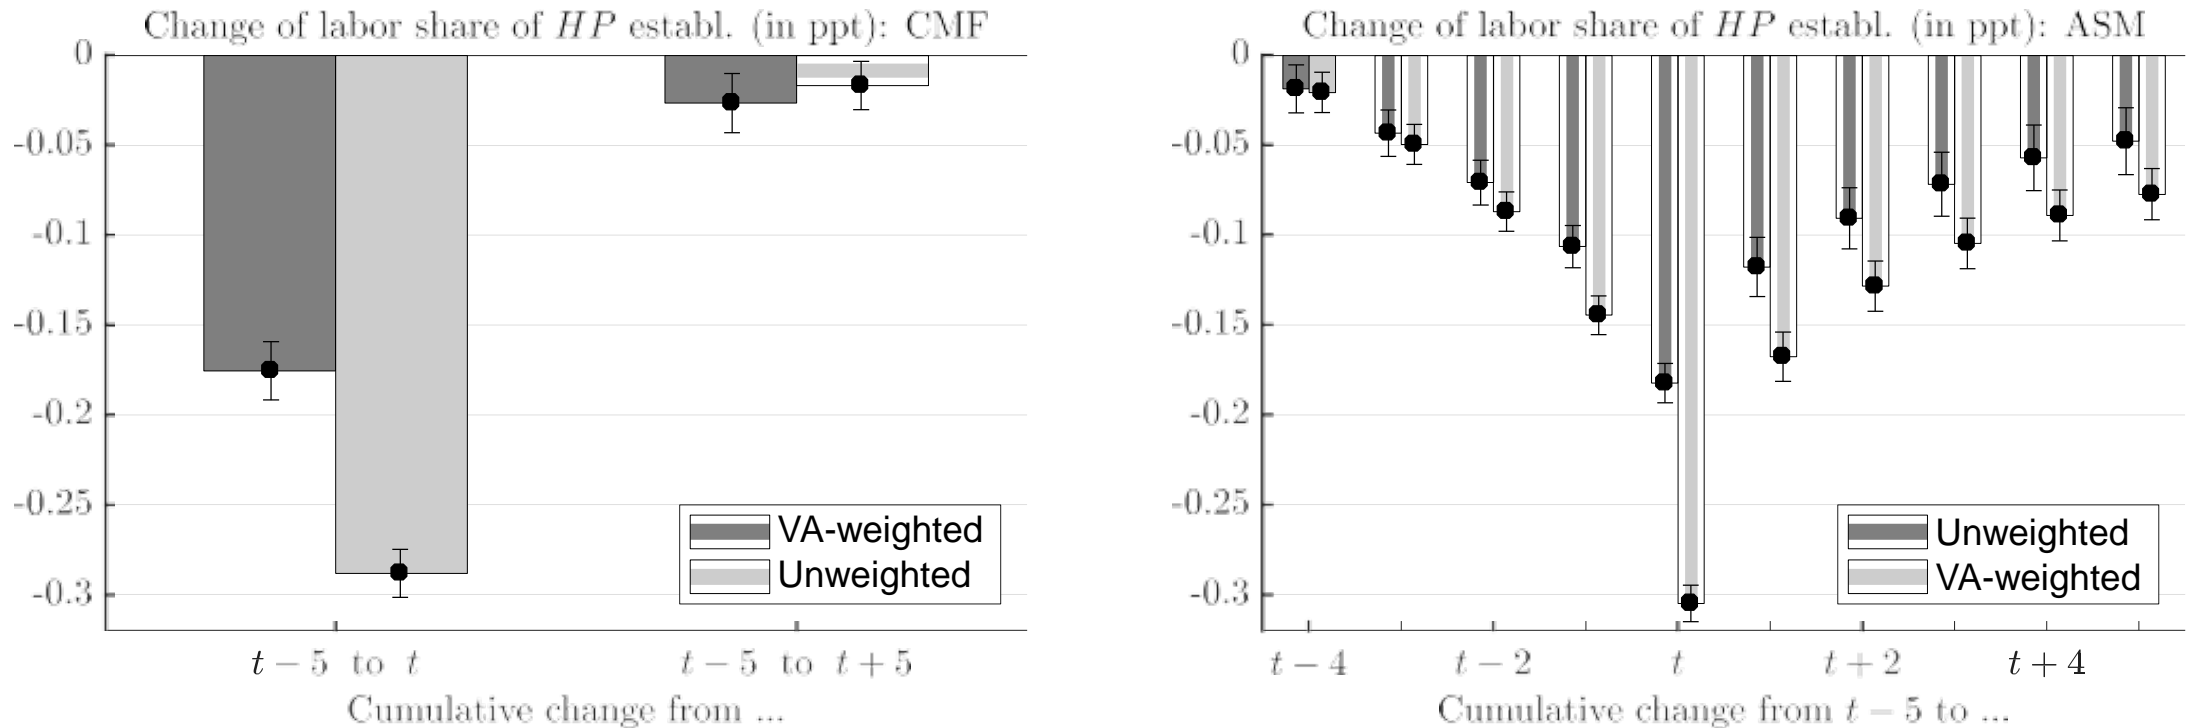 Change of labor share of HP establ. (in ppt): CMF
0
-0.05
-0.1
-0.15
-0.2
-0.25
-0.3
VA-weighted
Unweighted
t − 5 to t
t − 5 to t + 5
Cumulative change from ...
Change of labor share of HP establ. (in ppt): ASM
0
-0.05
-0.1
-0.15
-0.2
-0.25
-0.3
Unweighted
VA-weighted
t − 4
t − 2
t
t + 2
t + 4
Cumulative change from t − 5 to ...